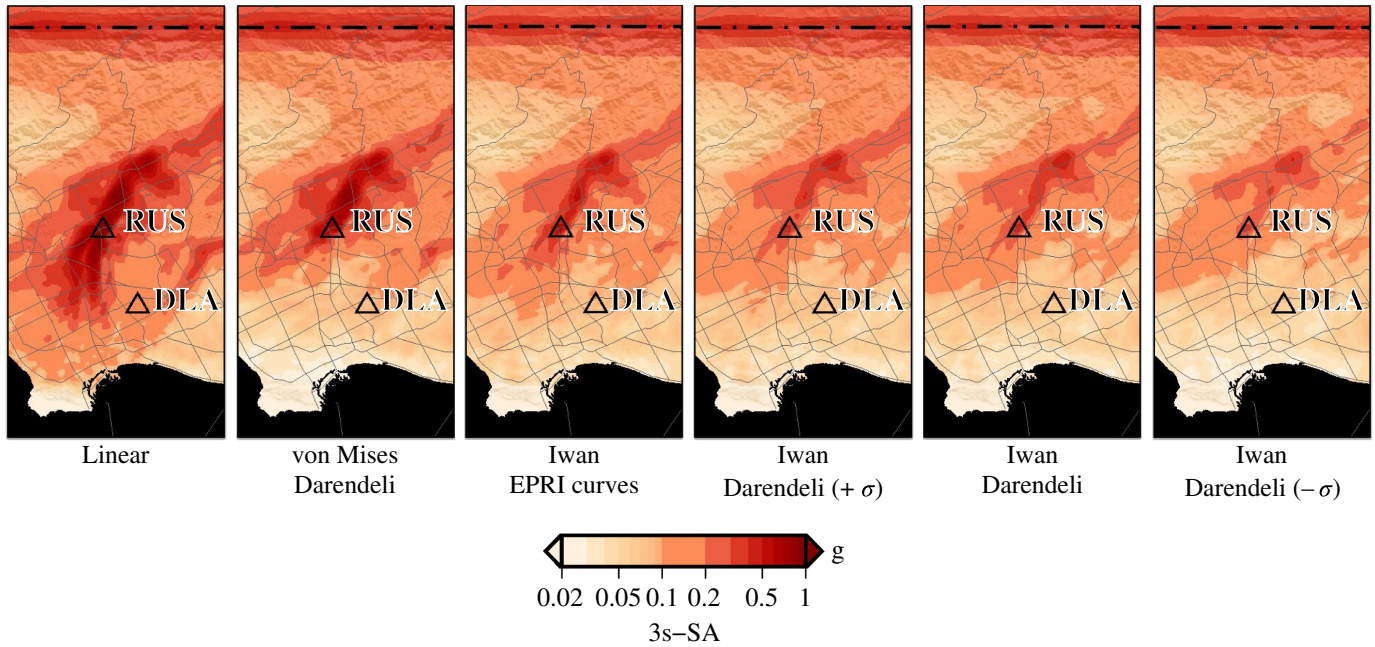 RUS RUS RUS RUS RUS RUS
DLA DLA DLA DLA DLA DLA
Linear von Mises Iwan Iwan Iwan Iwan
Darendeli EPRI curves Darendeli (+ σ) Darendeli Darendeli (− σ)
g
0.02 0.05 0.1 0.2 0.5 1
3s−SA